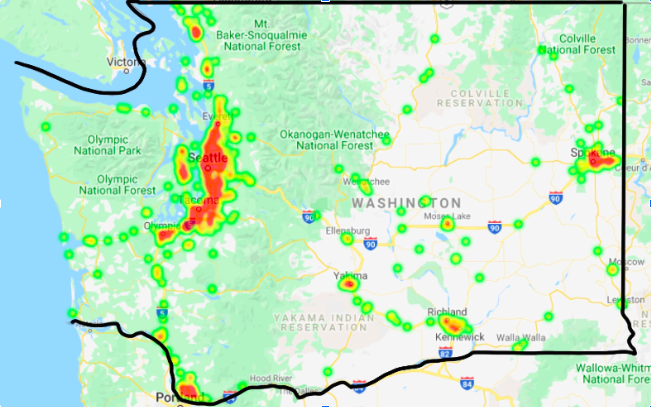 Mt.
Baker-Snoqualmie
National Forest
Colville
National Forest
Victoria
5
COLVILLE
RESERVATION
Everett
Okanogan-Wenatchee
National Forest
Olympic
National Park
Seattle
Spokane
Coeur d'A
Olympic
National Forest
Wenatchee
WASHINGTON
90
Tacoma
90
Moses Lake
90
Olympia
Ellensburg
90
Moscow
Yakima
Lewiston
5
YAKAMA INDIAN
RESERVATION
Richland
Kennewick
Walla Walla
82
Wallowa-Whitm
National Fores
Hood River
84
Portland